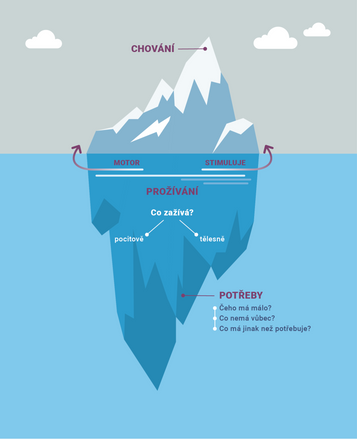 CHOVÁNÍ
MOTOR
STIMULUJE
PROŽÍVÁNÍ
Co zažívá?
pocitově
tělesně
POTŘEBY
Čeho má málo?
Co nemá vůbec?
Co má jinak než potřebuje?